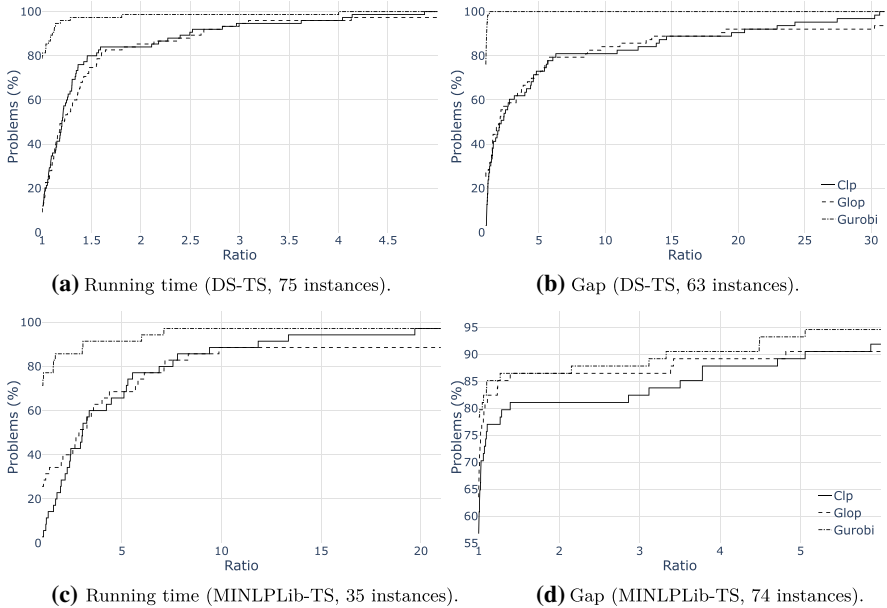 100
80
60
40
20
0
Problems (%)
1
1.5
2
2.5
3
3.5
4
4.5
Ratio
(a) Running time (DS-TS, 75 instances).
100
80
60
40
20
0
Problems (%)
5
10
15
20
25
30
Ratio
Clp
Glop
Gurobi
(b) Gap (DS-TS, 63 instances).
100
80
60
40
20
0
Problems (%)
5
10
15
20
Ratio
(c) Running time (MINLPLib-TS, 35 instances).
95
90
85
80
75
70
65
60
55
Problems (%)
1
2
3
4
5
Ratio
Clp
Glop
Gurobi
(d) Gap (MINLPLib-TS, 74 instances).